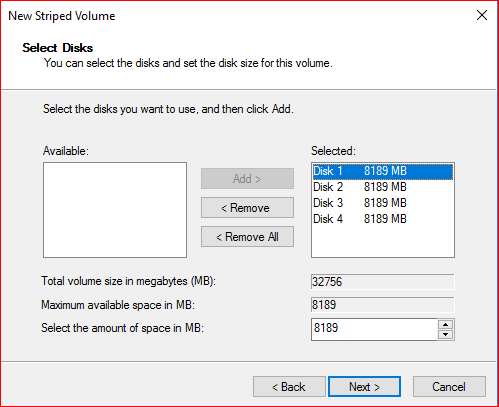 New Striped Volume
Select Disks
You can select the disks and set the disk size for this volume.
Select the disks you want to use, and then click Add.
Available:
Selected:
Add >
< Remove
< Remove All
Disk 1 8189 MB
Disk 2 8189 MB
Disk 3 8189 MB
Disk 4 8189 MB
Total volume size in megabytes (MB): 32756
Maximum available space in MB: 8189
Select the amount of space in MB: 8189
< Back Next > Cancel